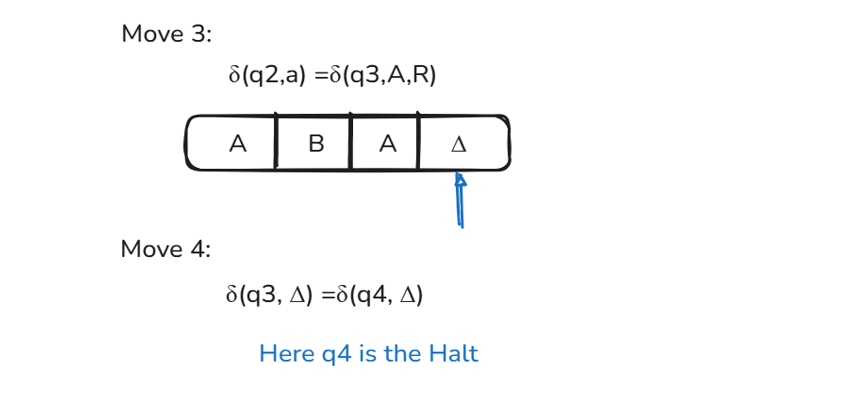 Move 3:
δ(q2,a) =δ(q3,A,R)
A B A Δ
Move 4:
δ(q3, Δ) =δ(q4, Δ)
Here q4 is the Halt